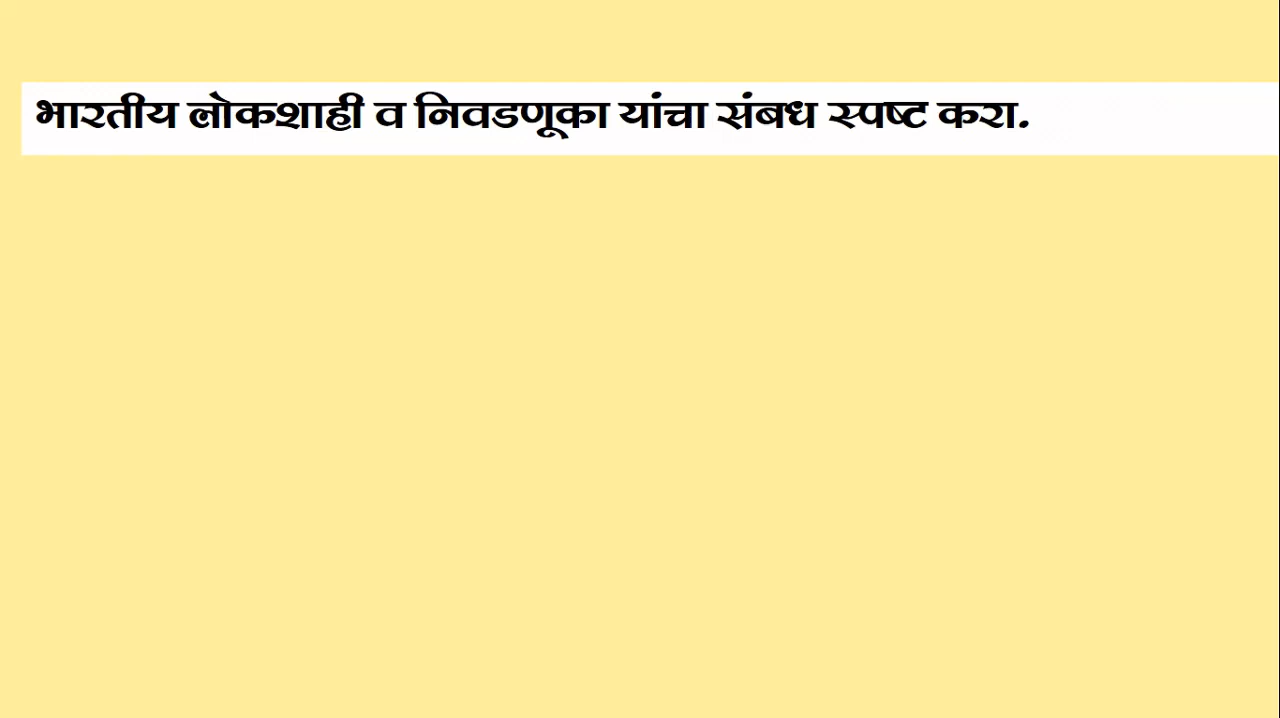 भारतीय लोकशाही व निवडणूका यांचा संबध स्पष्ट करा.